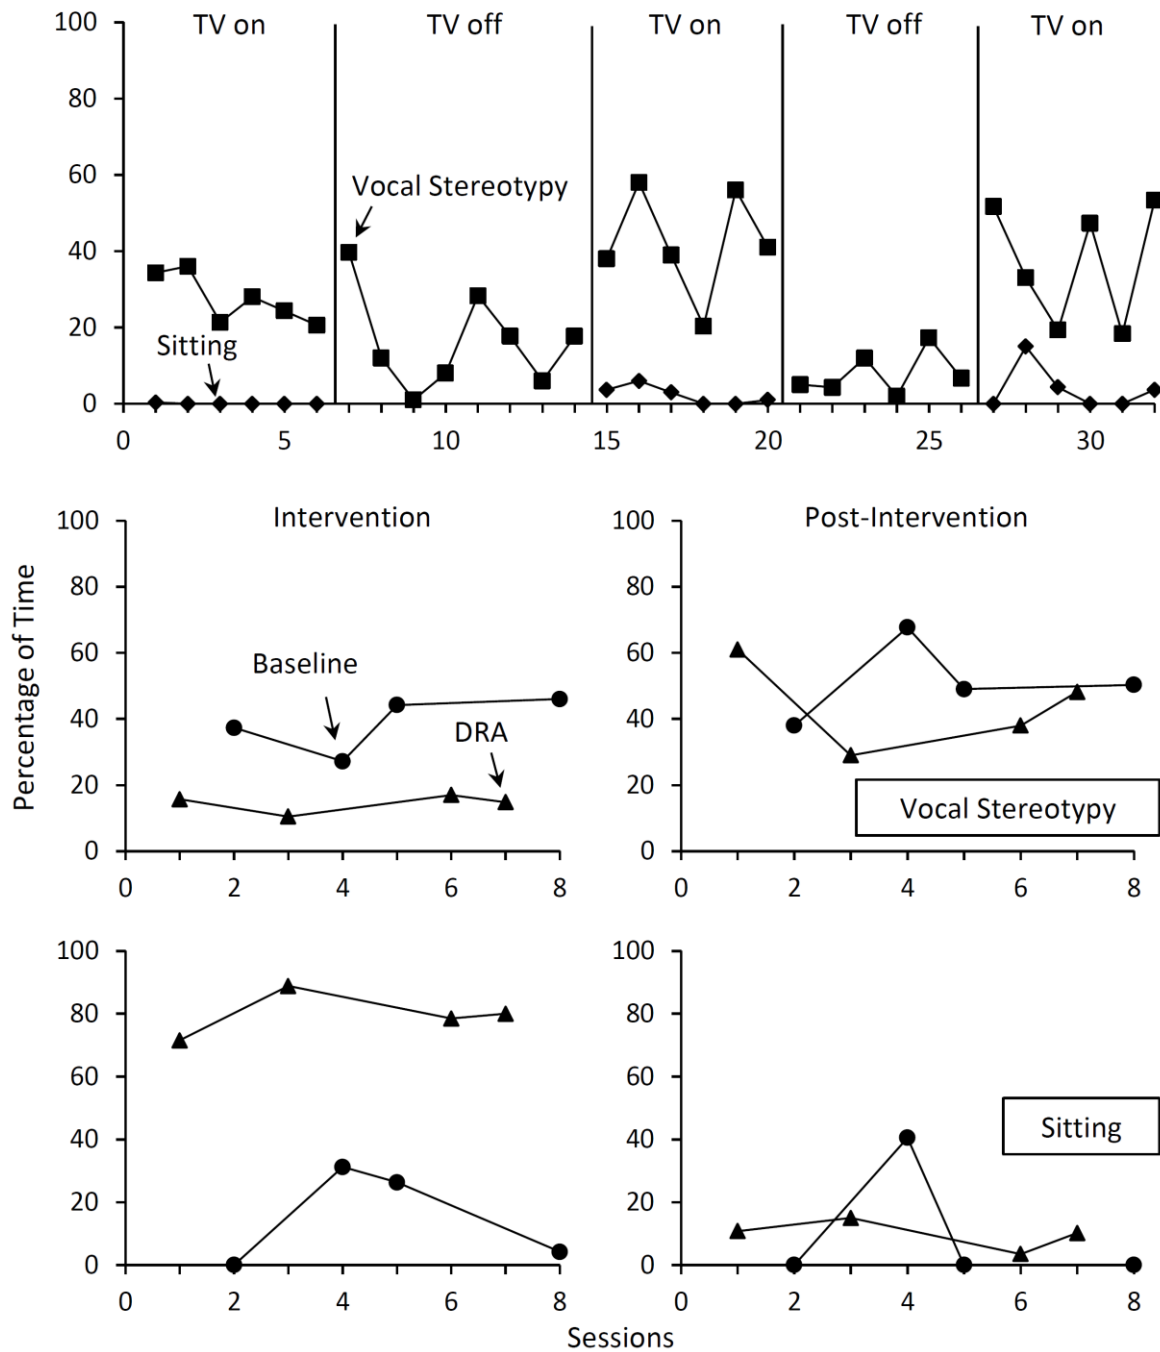 100 TV on TV off TV on TV off TV on
80
60
Vocal Stereotypy
40
20
Sitting
0
0 5 10 15 20 25 30
Percentage of Time
100 Intervention
80
60
Baseline
40
DRA
20
0
0 2 4 6 8
100 Post-Intervention
80
60
40
20
Vocal Stereotypy
0
0 2 4 6 8
100
80
60
40
20
0
0 2 4 6 8
100
80
60
40
Sitting
20
0
0 2 4 6 8
Sessions